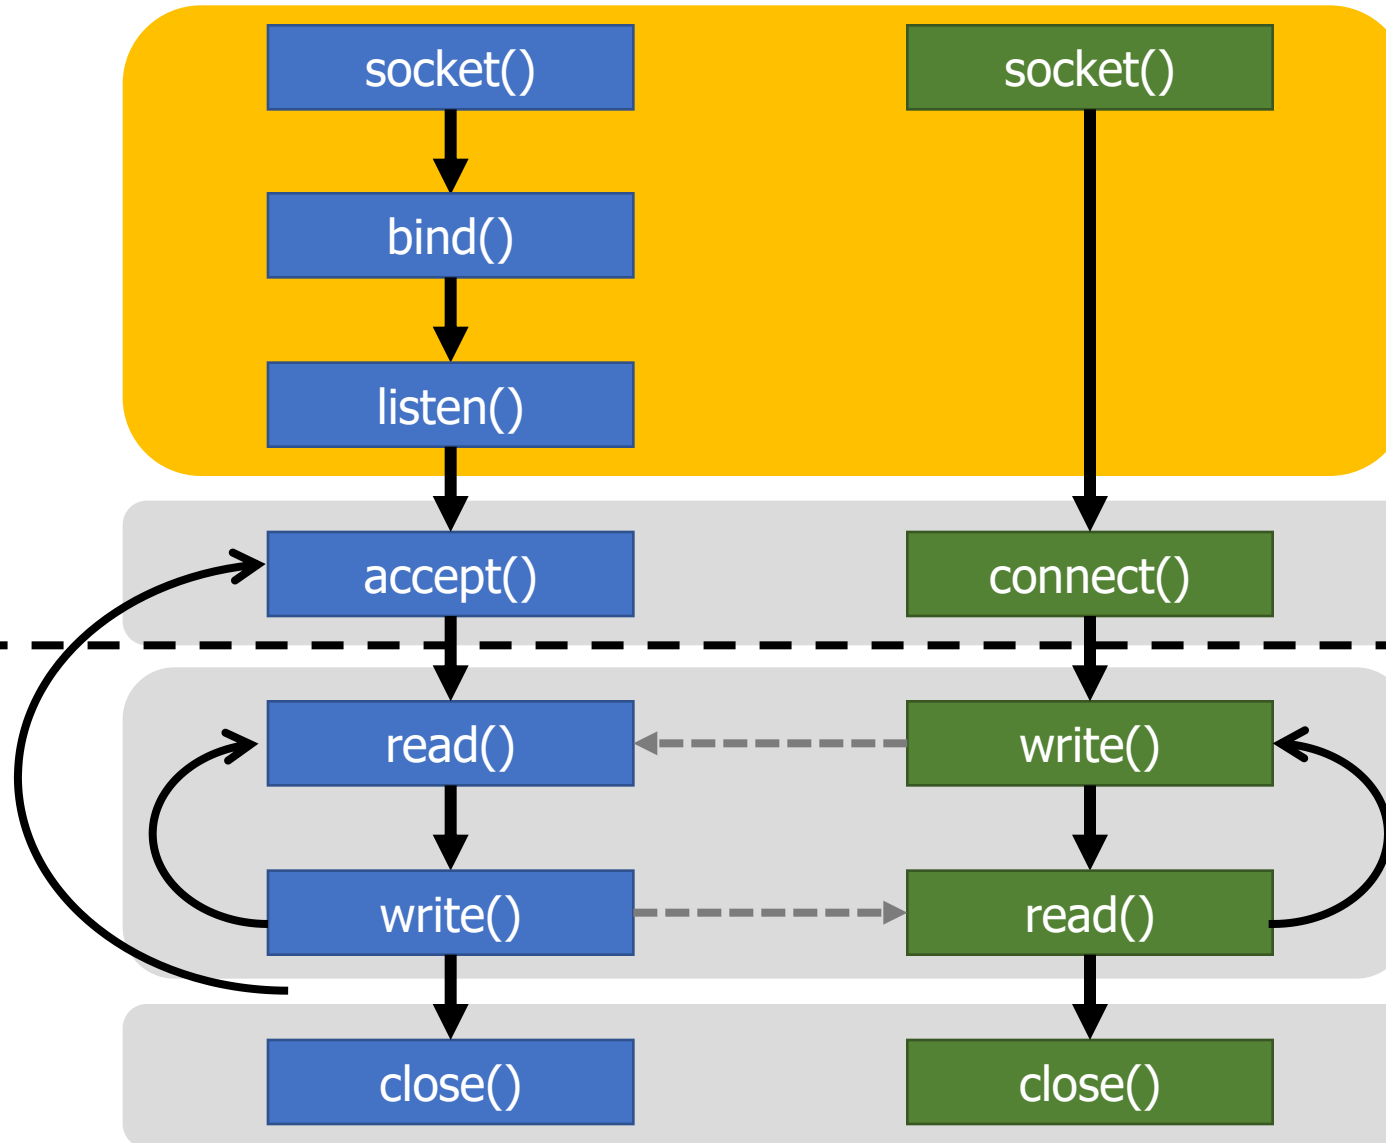 socket()
socket()
bind()
listen()
accept()
connect()
read()
write()
write()
read()
close()
close()